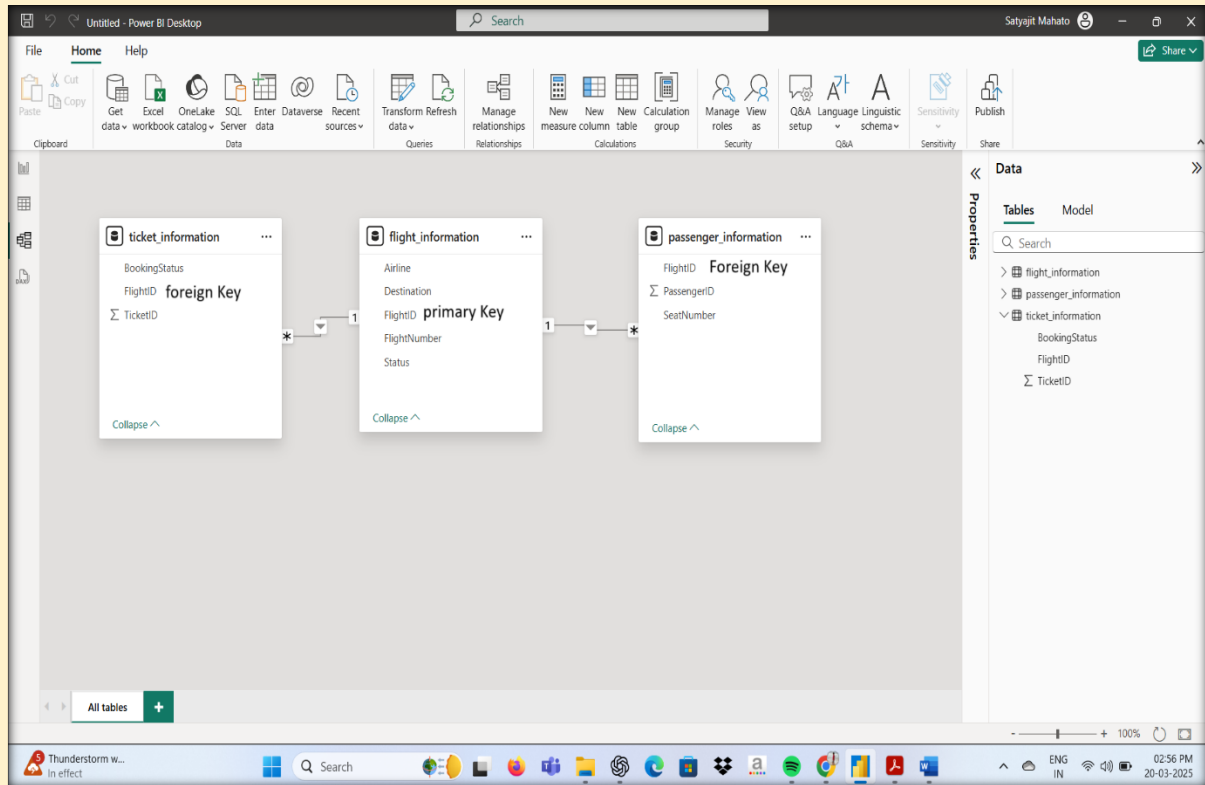 Untitled - Power BI Desktop
Search
Satyajit Mahato
File Home Help
Share
Paste
Cut
Copy
Get data
Excel workbook
OneLake catalog
SQL Server
Enter data
Dataverse
Recent sources
Transform data
Refresh
Manage relationships
New measure
New column
New table
Calculation group
Manage roles
View as
Q&A setup
Language
Linguistic schema
Sensitivity
Publish
Clipboard
Data
Queries
Relationships
Calculations
Security
Q&A
Sensitivity
Share
ticket_information
BookingStatus
FlightID foreign Key
TicketID
Collapse
*
1
flight_information
Airline
Destination
FlightID primary Key
FlightNumber
Status
Collapse
1
*
passenger_information
FlightID Foreign Key
PassengerID
SeatNumber
Collapse
Properties
Data
Tables Model
Search
flight_information
passenger_information
ticket_information
BookingStatus
FlightID
TicketID
All tables
+
- + 100%
5
Thunderstorm w...
In effect
Search
ENG
IN
02:56 PM
20-03-2025